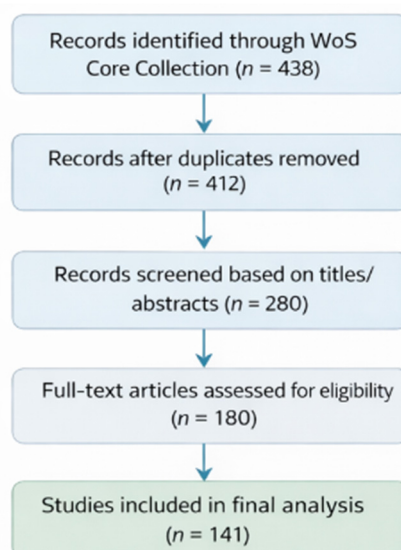 Records identified through WoS
Core Collection (n = 438)
Records after duplicates removed
(n = 412)
Records screened based on titles/
abstracts (n = 280)
Full-text articles assessed for eligibility
(n = 180)
Studies included in final analysis
(n = 141)